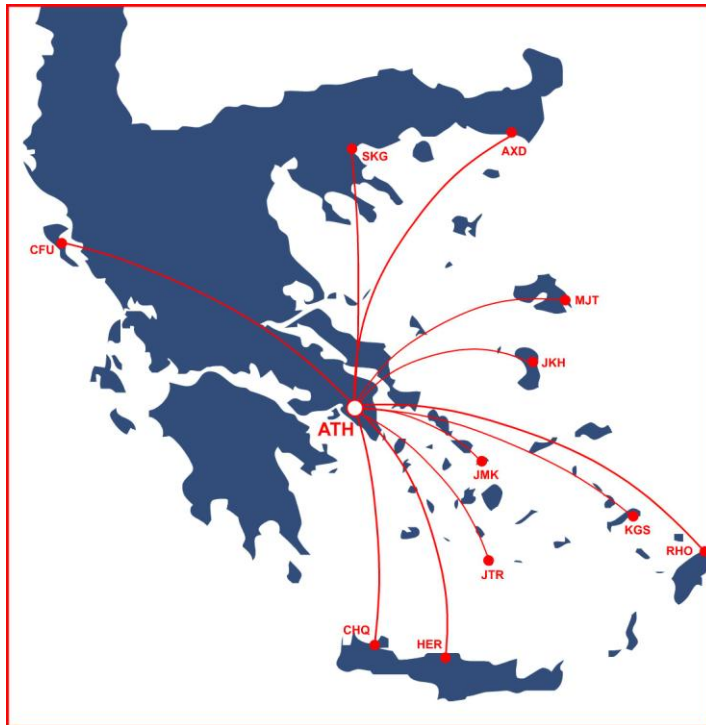 AXD
SKG
CFU
MJT
JKH
ATH
JMK
KGS
RHO
JTR
CHQ
HER